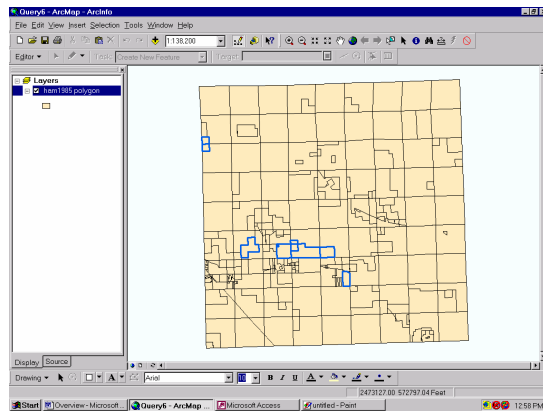 Query6 - ArcMap - ArcInfo
File Edit View Insert Selection Tools Window Help
1:138,200
Editor Task: Create New Feature Target:
Layers
ham1985 polygon
Display Source
Drawing A Arial 10 B I U A
2473127.00 572797.04 Feet
Start Overview - Microsoft ... Query6 - ArcMap ... Microsoft Access untitled - Paint 12:58 PM